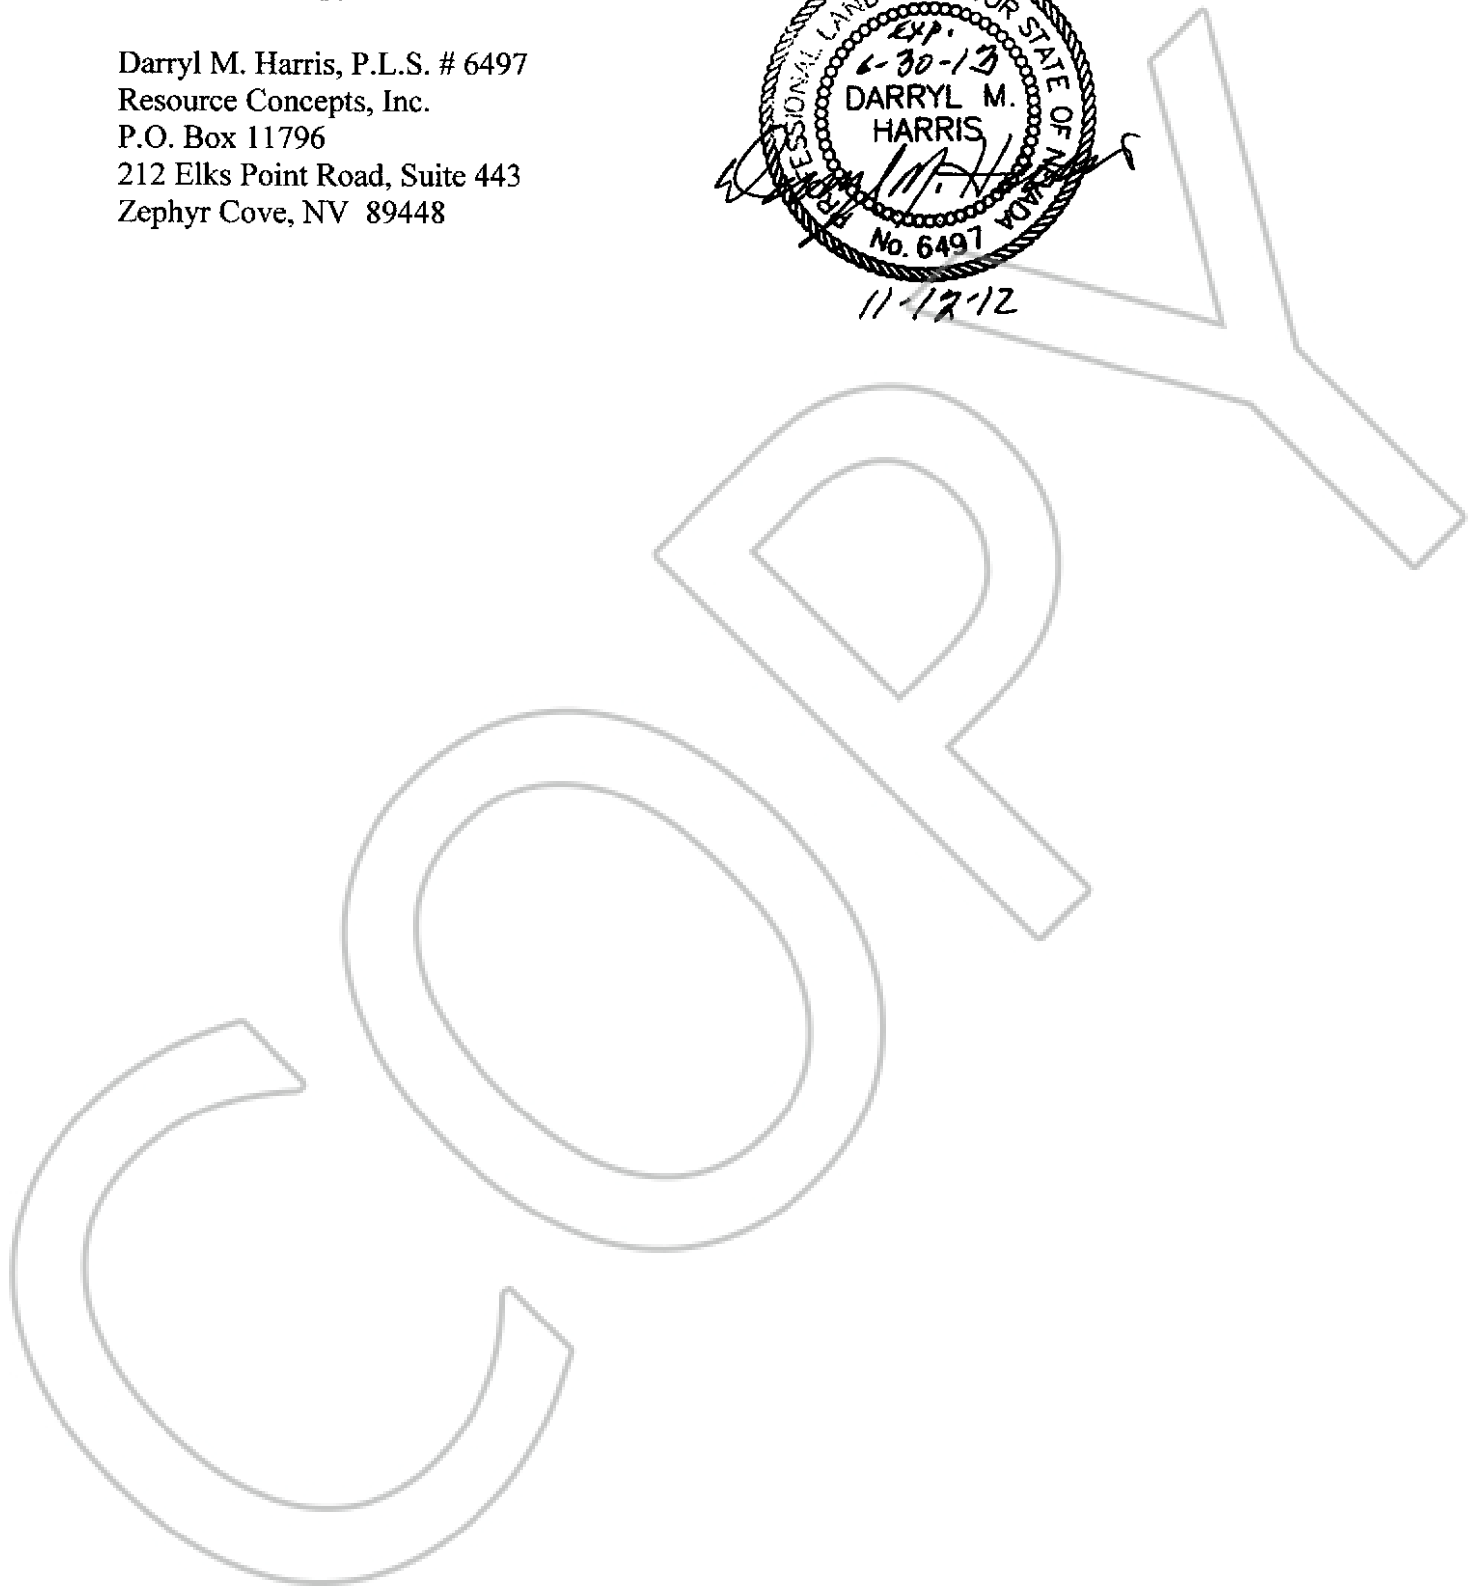 Darryl M. Harris, P.L.S. # 6497
Resource Concepts, Inc.
P.O. Box 11796
212 Elks Point Road, Suite 443
Zephyr Cove, NV 89448
STATE OF NEVADA
EXP.
6-30-13
DARRYL M.
HARRIS
No. 6497
11-12-12
COPY